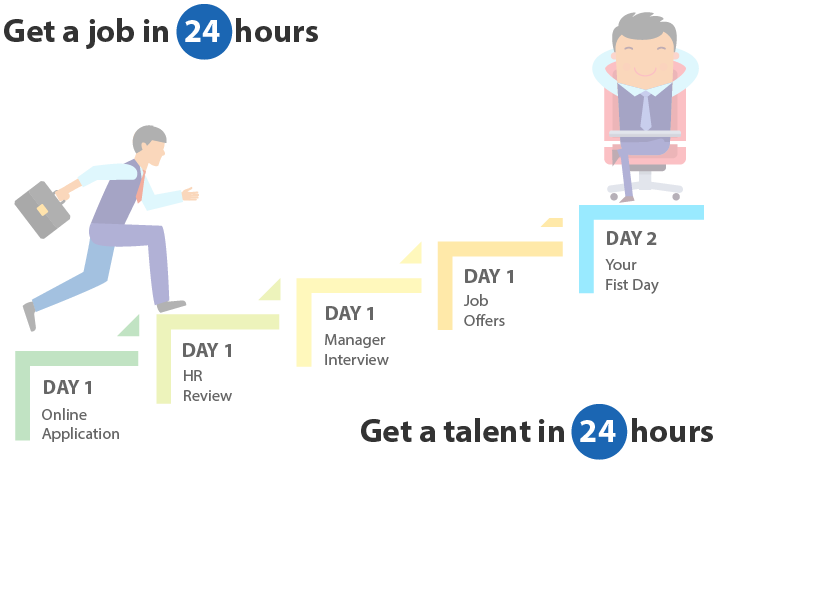 Get a job in 24 hours
DAY 2
Your
Fist Day
DAY 1
Job
Offers
DAY 1
Manager
Interview
DAY 1
HR
Review
DAY 1
Online
Application
Get a talent in 24 hours